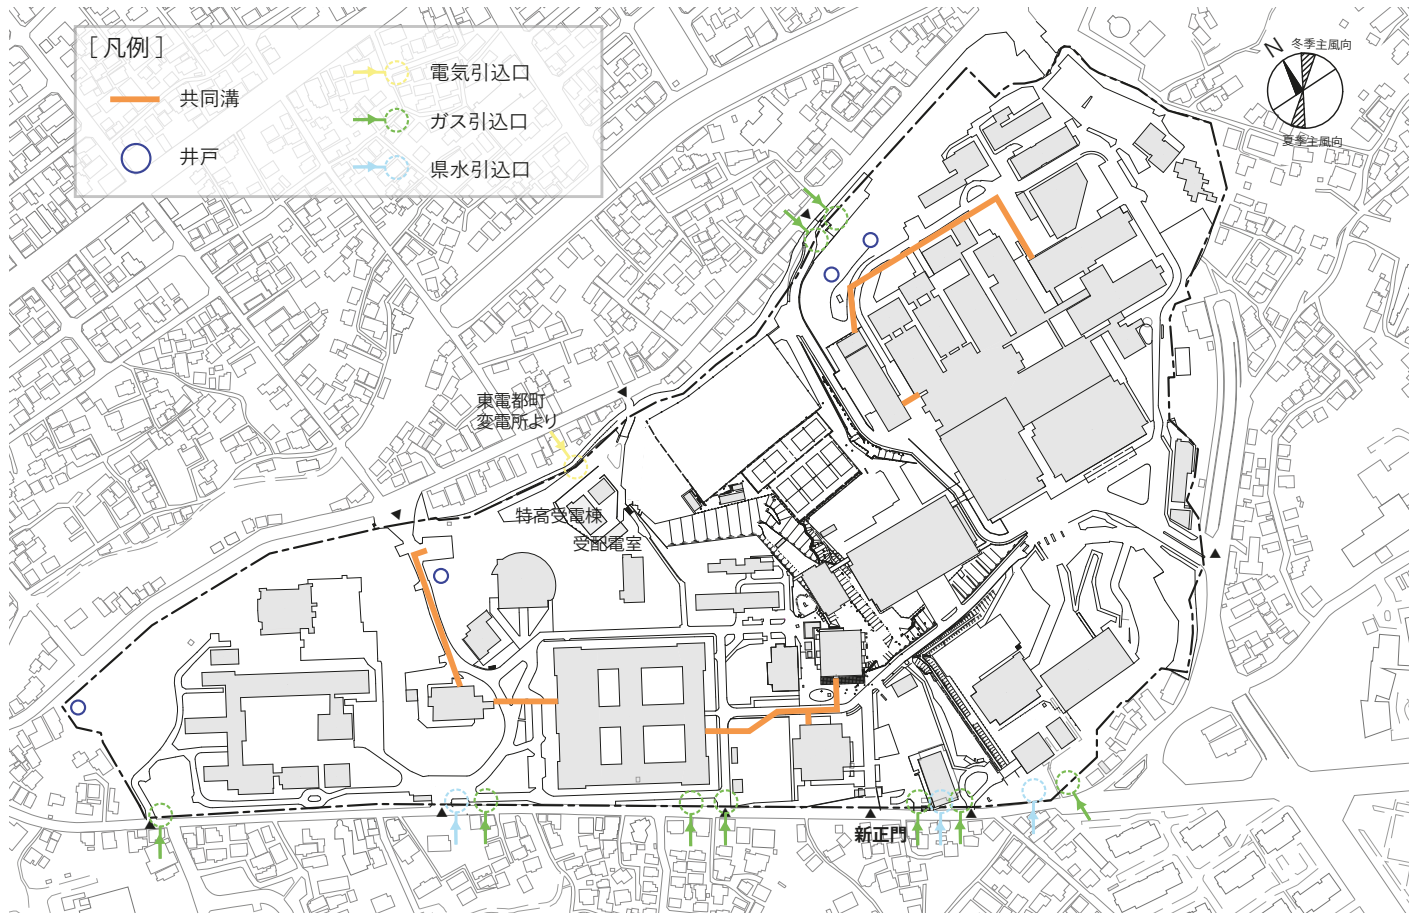 [凡例]
共同溝
井戸
電気引込口
ガス引込口
県水引込口
N
冬季主風向
夏季主風向
東電都町
変電所より
特高受電棟
受配電室
新正門